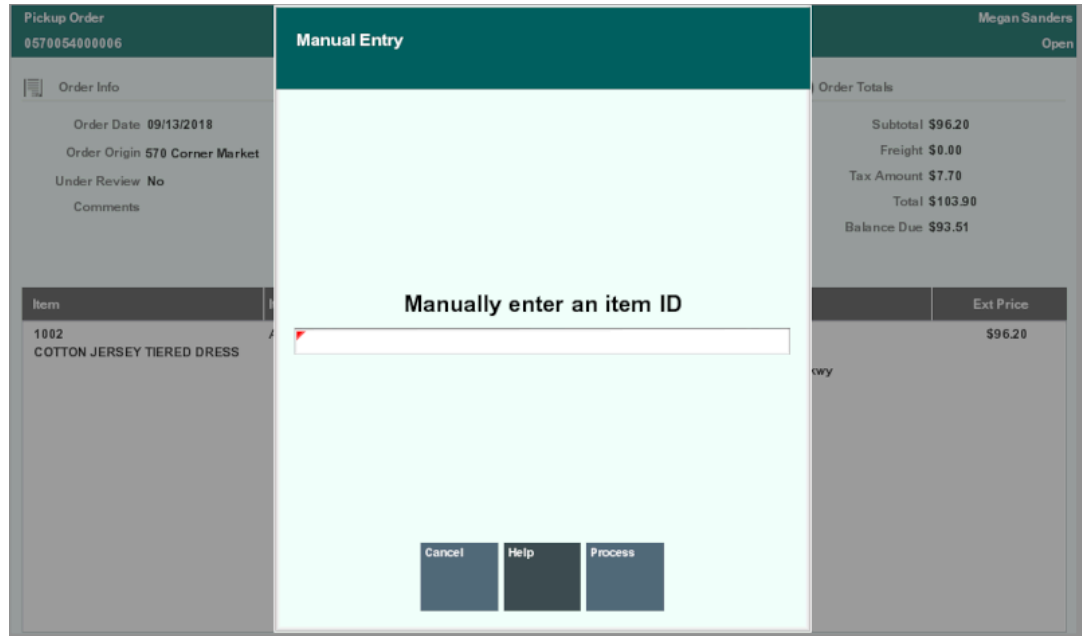 Pickup Order
Megan Sanders
0570054000006
Open
Manual Entry
Order Info
Order Totals
Order Date 09/13/2018
Order Origin 570 Corner Market
Under Review No
Comments
Subtotal $96.20
Freight $0.00
Tax Amount $7.70
Total $103.90
Balance Due $93.51
Item
Ext Price
1002
COTTON JERSEY TIERED DRESS
$96.20
Manually enter an item ID
Cancel
Help
Process